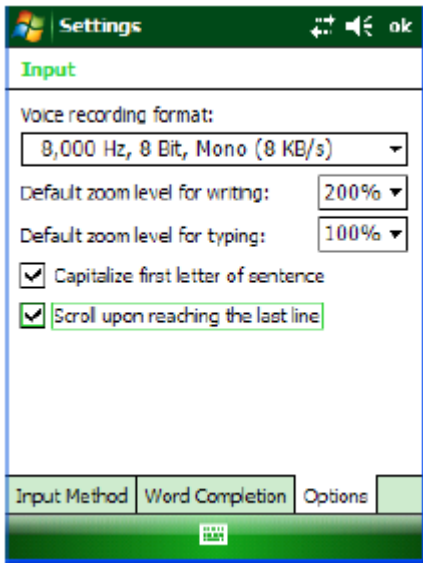 Settings ok
Input
Voice recording format:
8,000 Hz, 8 Bit, Mono (8 KB/s)
Default zoom level for writing: 200%
Default zoom level for typing: 100%
Capitalize first letter of sentence
Scroll upon reaching the last line
Input Method Word Completion Options